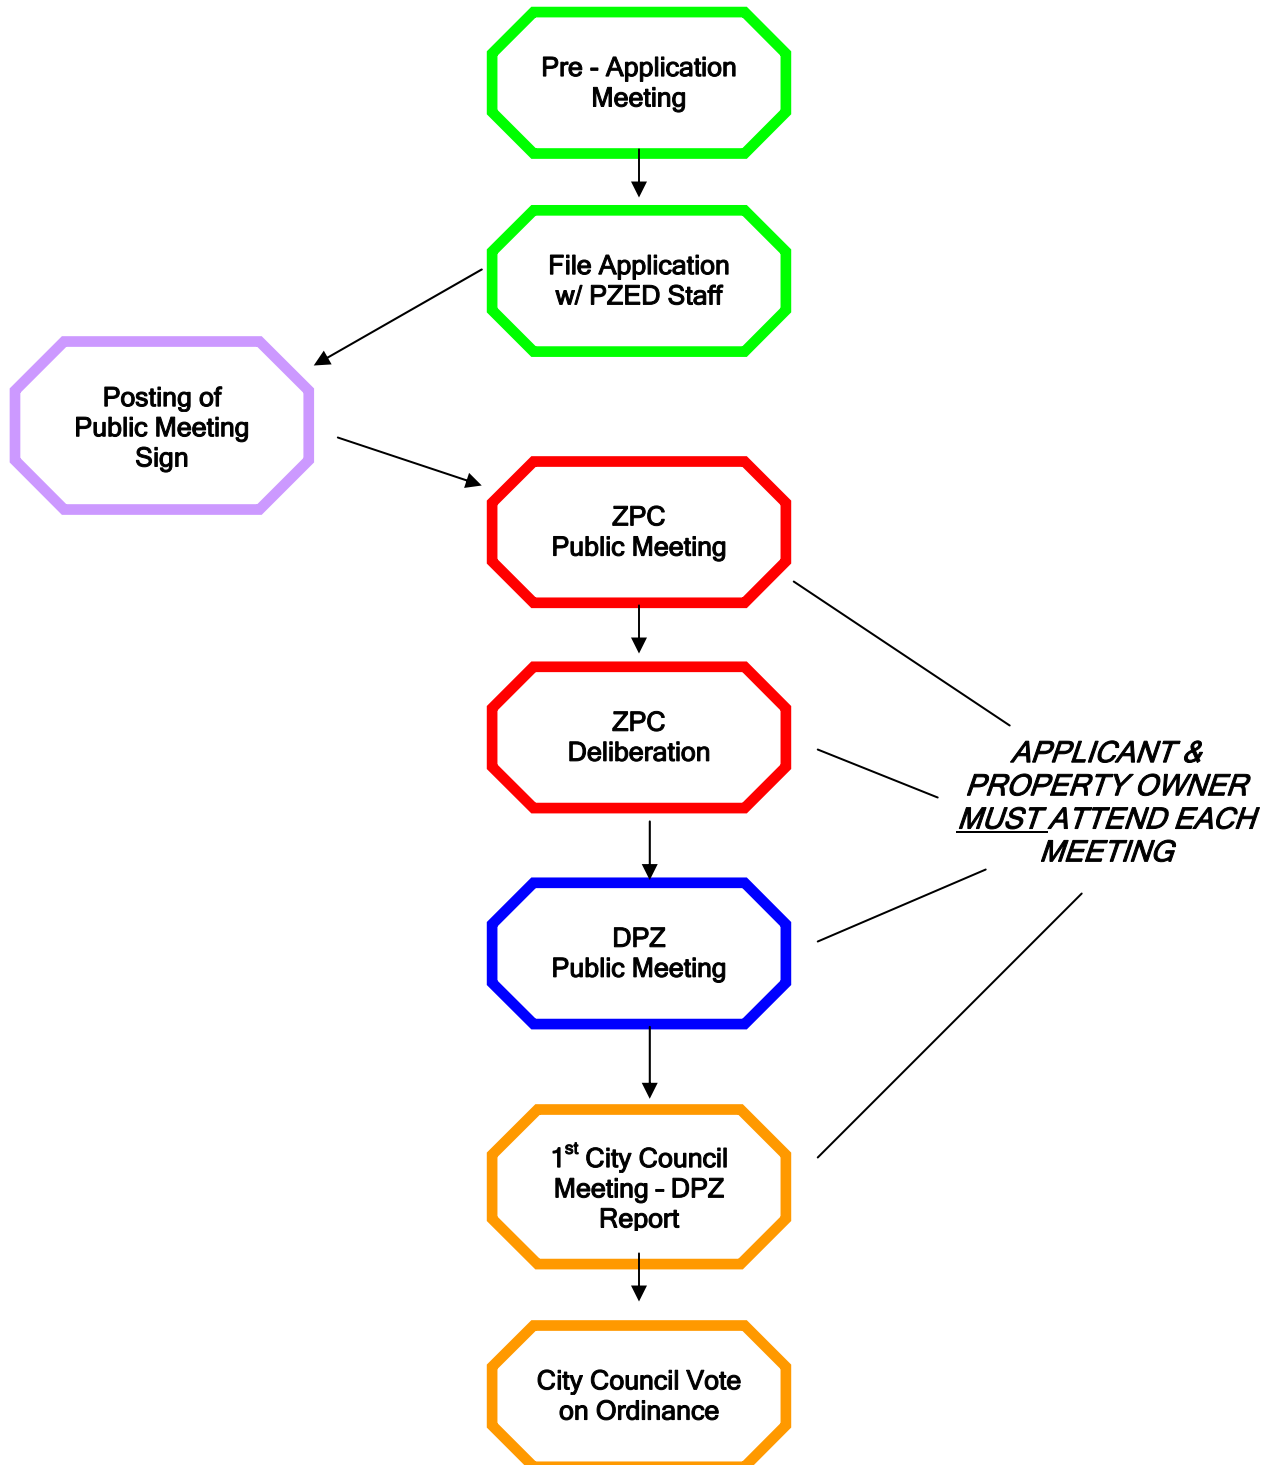 Pre - Application
Meeting
File Application
w/ PZED Staff
Posting of
Public Meeting
Sign
ZPC
Public Meeting
ZPC
Deliberation
APPLICANT &
PROPERTY OWNER
MUST ATTEND EACH
MEETING
DPZ
Public Meeting
1st City Council
Meeting - DPZ
Report
City Council Vote
on Ordinance